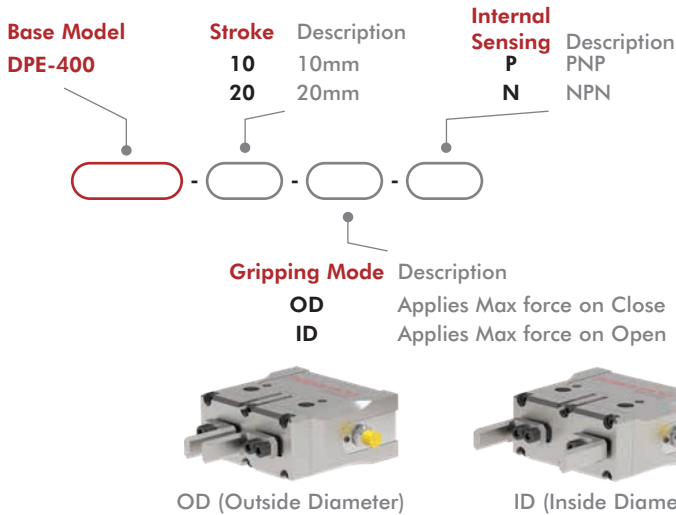 Base Model Stroke Description Internal Sensing Description
DPE-400 10 10mm P PNP
20 20mm N NPN
- - -
Gripping Mode Description
OD Applies Max force on Close
ID Applies Max force on Open
OD (Outside Diameter) ID (Inside